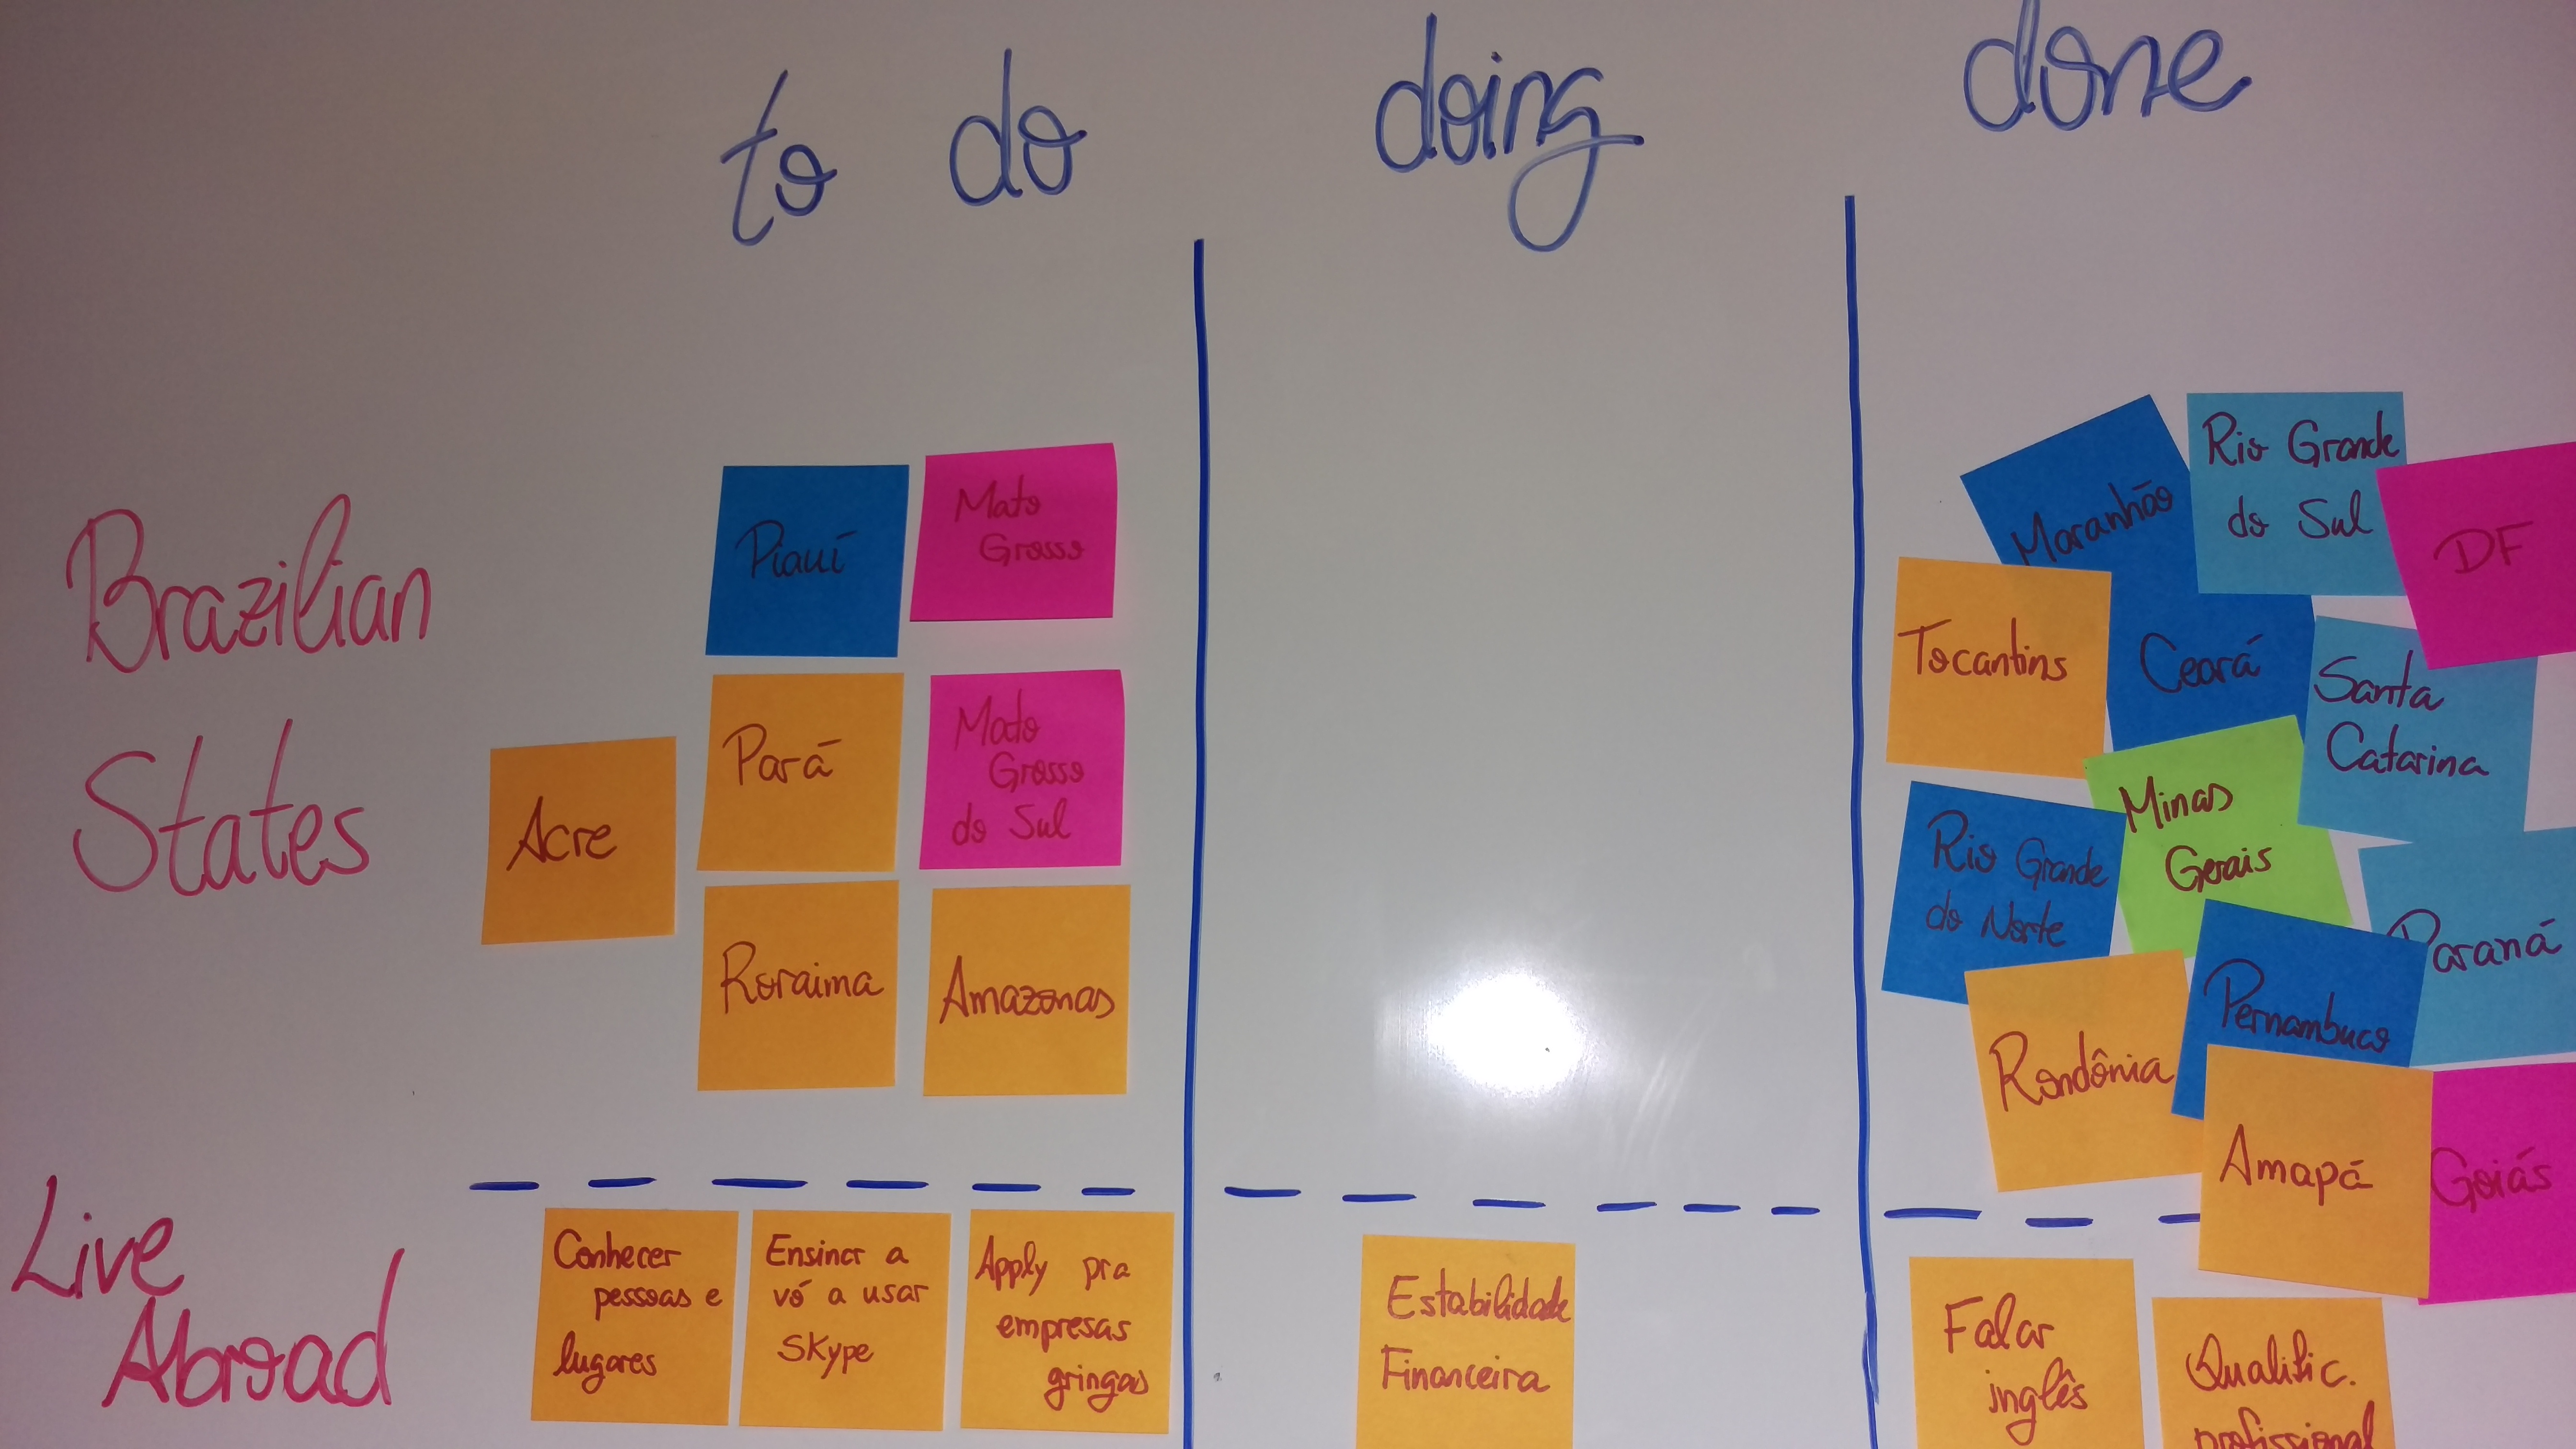 to do
doing
done
Brazilian
States
Piauí
Mato
Grosso
Acre
Pará
Mato
Grosso
do Sul
Roraima
Amazonas
Maranhão
Rio Grande
do Sul
DF
Tocantins
Ceará
Santa
Catarina
Minas
Gerais
Rio Grande
do Norte
Paraná
Pernambuco
Rondônia
Amapá
Goiás
Live
Abroad
Conhecer
pessoas e
lugares
Ensinar a
vó a usar
Skype
Apply pra
empresas
gringas
Estabilidade
Financeira
Falar
inglês
Qualific.
profissional